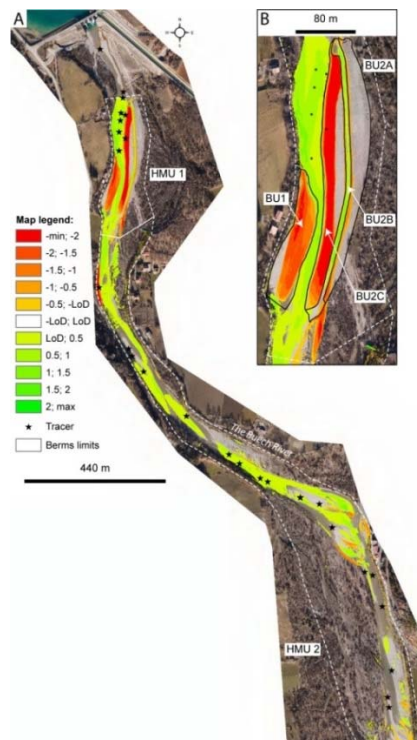 A
B
80 m
BU2A
HMU 1
BU1
BU2B
BU2C
Map legend:
-min; -2
-2; -1.5
-1.5; -1
-1; -0.5
-0.5; -LoD
-LoD; LoD
LoD; 0.5
0.5; 1
1; 1.5
1.5; 2
2; max
Tracer
Berms limits
440 m
The Buëch River
HMU 2